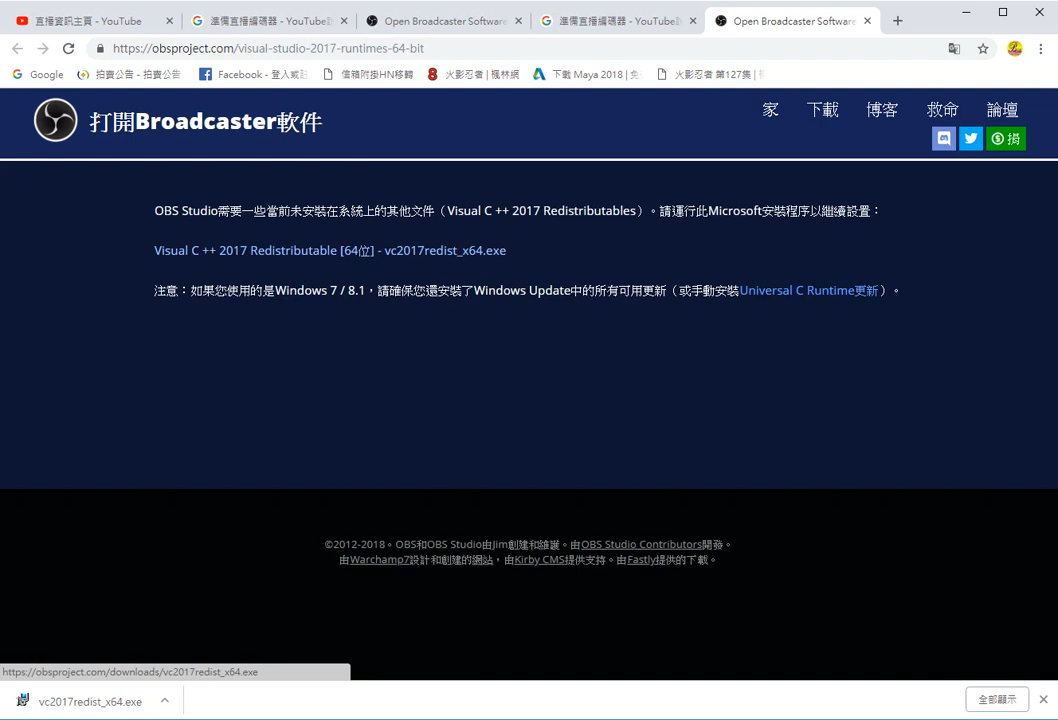 直播資訊主頁 - YouTube
準備直播編碼器 - YouTube
Open Broadcaster Software
準備直播編碼器 - YouTube
Open Broadcaster Software
https://obsproject.com/visual-studio-2017-runtimes-64-bit
Google
拍賣公告 - 拍賣公告
Facebook - 登入或
信箱附掛HN移轉
火影忍者 | 楓林網
下載 Maya 2018 | 免
火影忍者 第127集 |
打開Broadcaster軟件
家 下載 博客 救命 論壇
捐
OBS Studio需要一些當前未安裝在系統上的其他文件（Visual C ++ 2017 Redistributables）。請運行此Microsoft安裝程序以繼續設置：
Visual C ++ 2017 Redistributable [64位] - vc2017redist_x64.exe
注意：如果您使用的是Windows 7 / 8.1，請確保您還安裝了Windows Update中的所有可用更新（或手動安裝Universal C Runtime更新）。
©2012-2018。OBS和OBS Studio由Jim創建和維護。由OBS Studio Contributors開發。
由Warchamp7設計和創建的網站，由Kirby CMS提供支持。由Fastly提供的下載。
https://obsproject.com/downloads/vc2017redist_x64.exe
vc2017redist_x64.exe
全部顯示